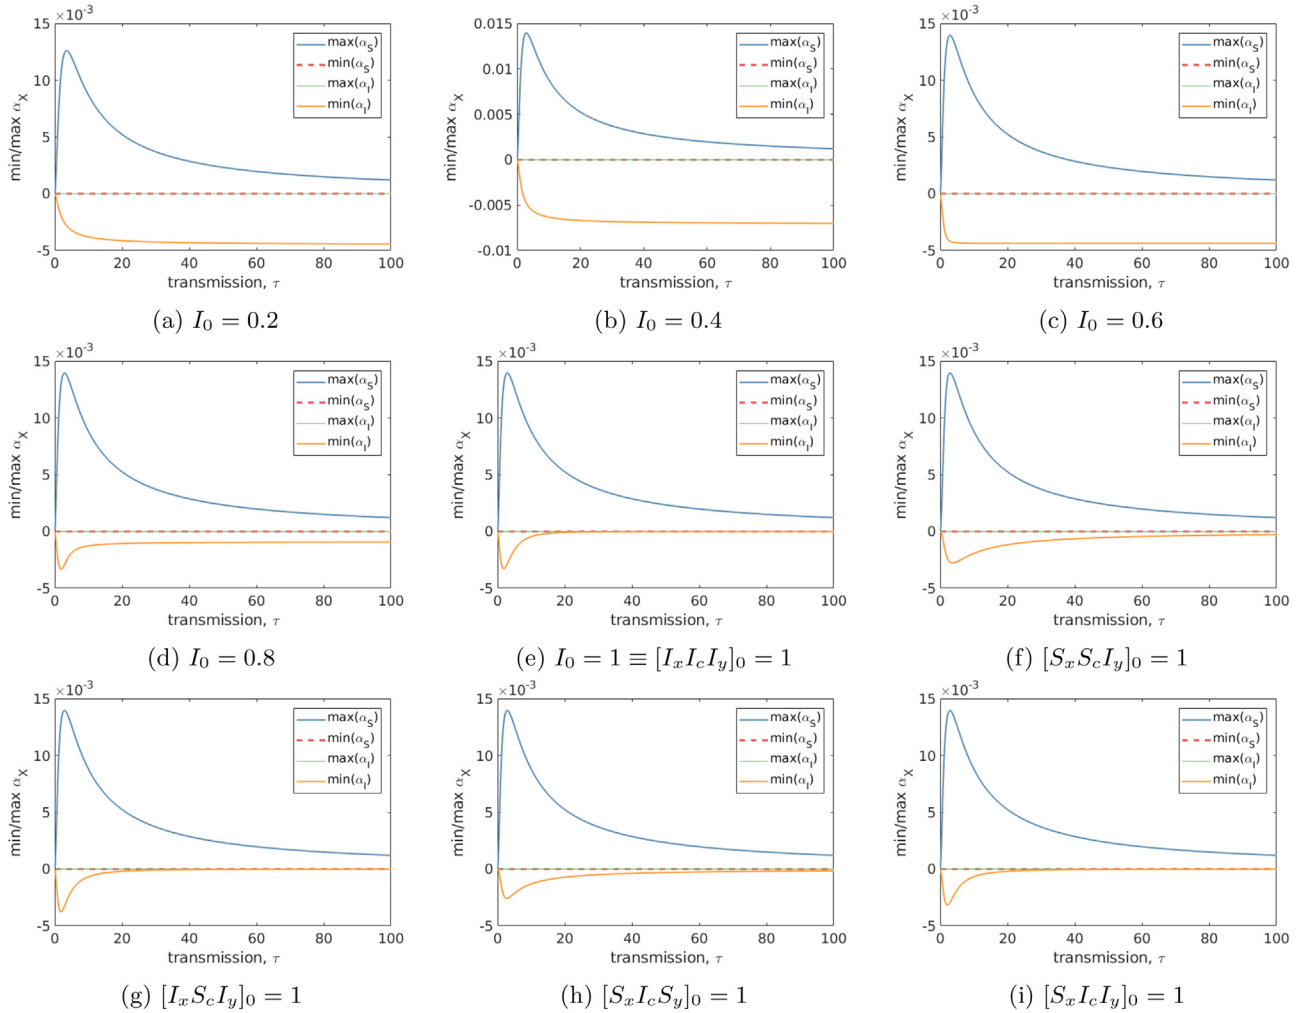 ×10⁻³
15
10
5
0
-5
min/max α_χ
0 20 40 60 80 100
transmission, τ
max(α_S)
min(α_S)
max(α_I)
min(α_I)
(a) I₀ = 0.2
0.015
0.01
0.005
0
-0.005
-0.01
min/max α_χ
0 20 40 60 80 100
transmission, τ
max(α_S)
min(α_S)
max(α_I)
min(α_I)
(b) I₀ = 0.4
×10⁻³
15
10
5
0
-5
min/max α_χ
0 20 40 60 80 100
transmission, τ
max(α_S)
min(α_S)
max(α_I)
min(α_I)
(c) I₀ = 0.6
×10⁻³
15
10
5
0
-5
min/max α_χ
0 20 40 60 80 100
transmission, τ
max(α_S)
min(α_S)
max(α_I)
min(α_I)
(d) I₀ = 0.8
×10⁻³
15
10
5
0
-5
min/max α_χ
0 20 40 60 80 100
transmission, τ
max(α_S)
min(α_S)
max(α_I)
min(α_I)
(e) I₀ = 1 ≡ [I_xI_cI_y]₀ = 1
×10⁻³
15
10
5
0
-5
min/max α_χ
0 20 40 60 80 100
transmission, τ
max(α_S)
min(α_S)
max(α_I)
min(α_I)
(f) [S_xS_cI_y]₀ = 1
×10⁻³
15
10
5
0
-5
min/max α_χ
0 20 40 60 80 100
transmission, τ
max(α_S)
min(α_S)
max(α_I)
min(α_I)
(g) [I_xS_cI_y]₀ = 1
×10⁻³
15
10
5
0
-5
min/max α_χ
0 20 40 60 80 100
transmission, τ
max(α_S)
min(α_S)
max(α_I)
min(α_I)
(h) [S_xI_cS_y]₀ = 1
×10⁻³
15
10
5
0
-5
min/max α_χ
0 20 40 60 80 100
transmission, τ
max(α_S)
min(α_S)
max(α_I)
min(α_I)
(i) [S_xI_cI_y]₀ = 1